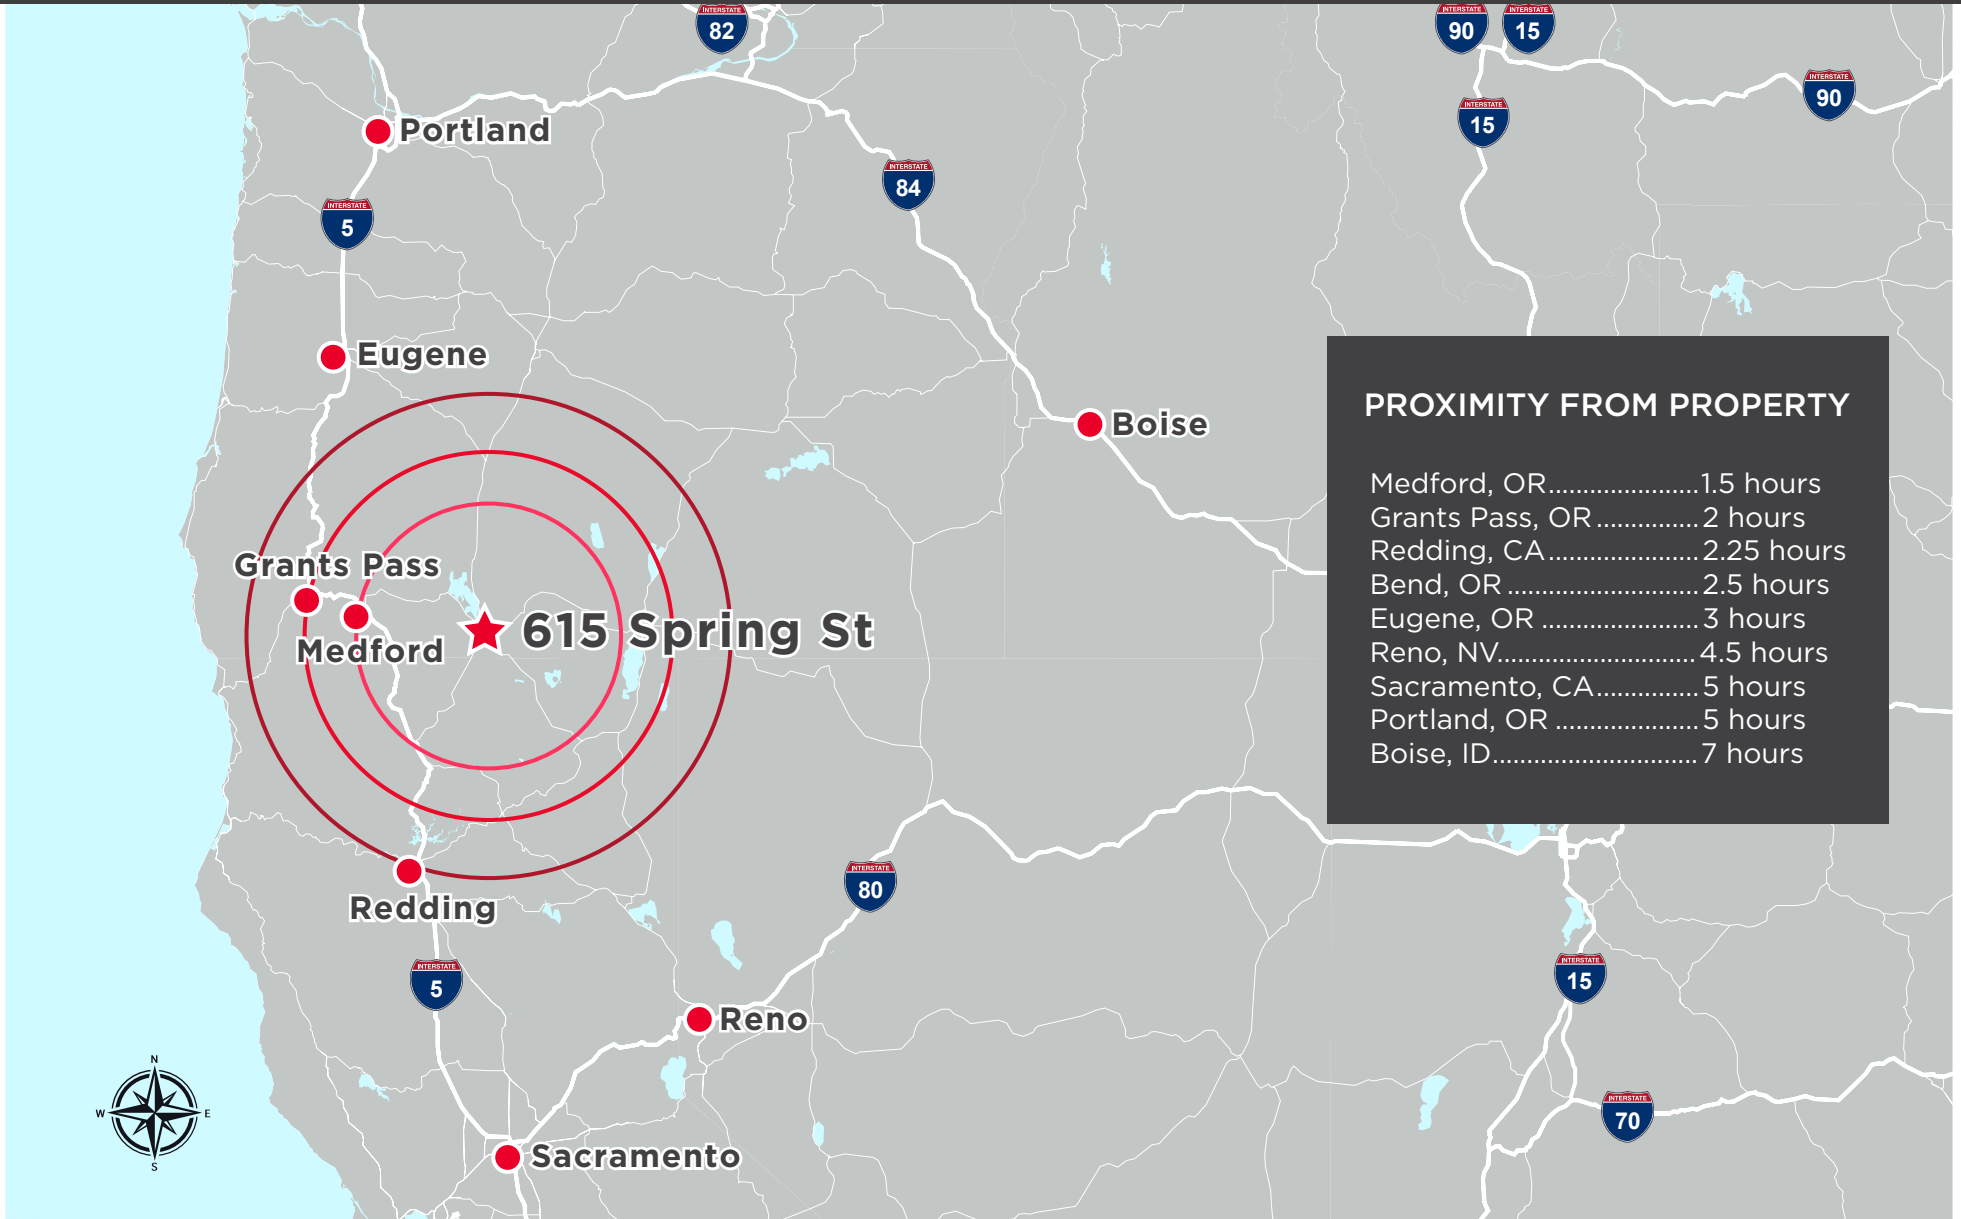 INTERSTATE
82
INTERSTATE
90
INTERSTATE
15
INTERSTATE
90
INTERSTATE
15
Portland
INTERSTATE
84
INTERSTATE
5
Eugene
Boise
PROXIMITY FROM PROPERTY
Medford, OR......................1.5 hours
Grants Pass, OR...............2 hours
Redding, CA......................2.25 hours
Bend, OR............................2.5 hours
Eugene, OR.......................3 hours
Reno, NV.............................4.5 hours
Sacramento, CA...............5 hours
Portland, OR.....................5 hours
Boise, ID..............................7 hours
Grants Pass
615 Spring St
Medford
INTERSTATE
80
Redding
INTERSTATE
5
INTERSTATE
15
Reno
N
W
E
S
INTERSTATE
70
Sacramento